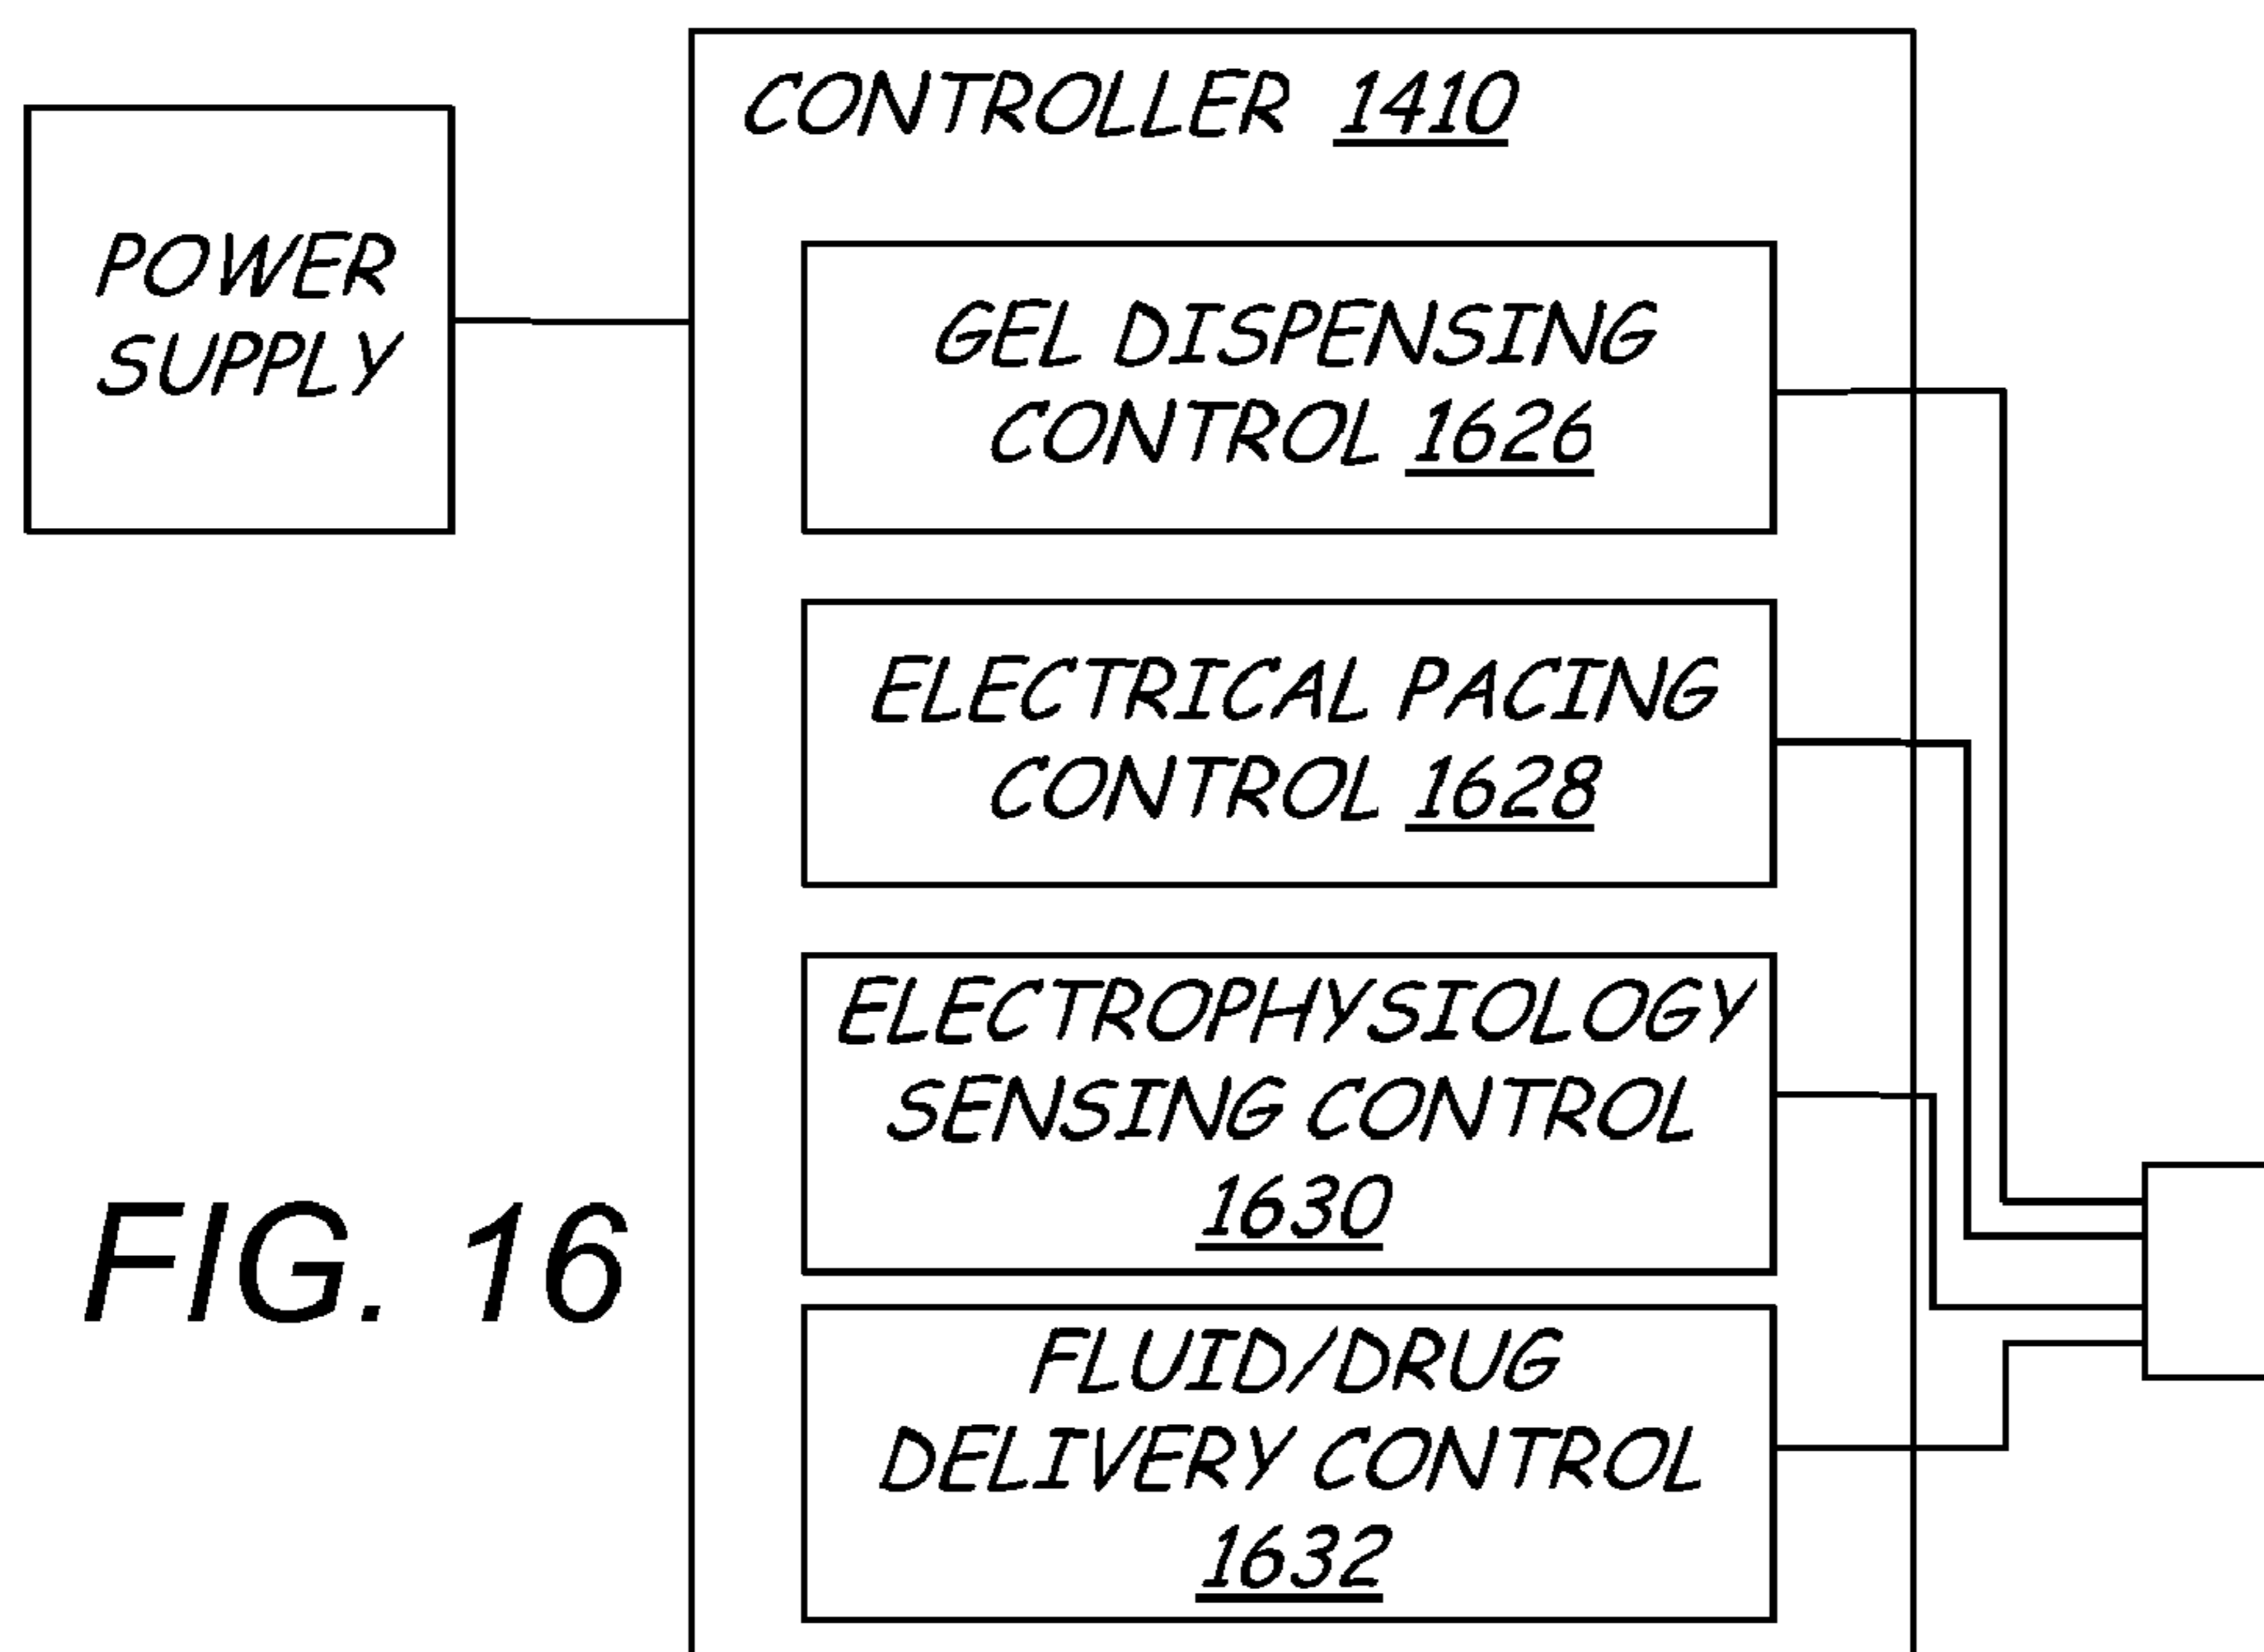 CONTROLLER 1410
POWER
SUPPLY
GEL DISPENSING
CONTROL 1626
ELECTRICAL PACING
CONTROL 1628
ELECTROPHYSIOLOGY
SENSING CONTROL
1630
FLUID/DRUG
DELIVERY CONTROL
1632
FIG. 16